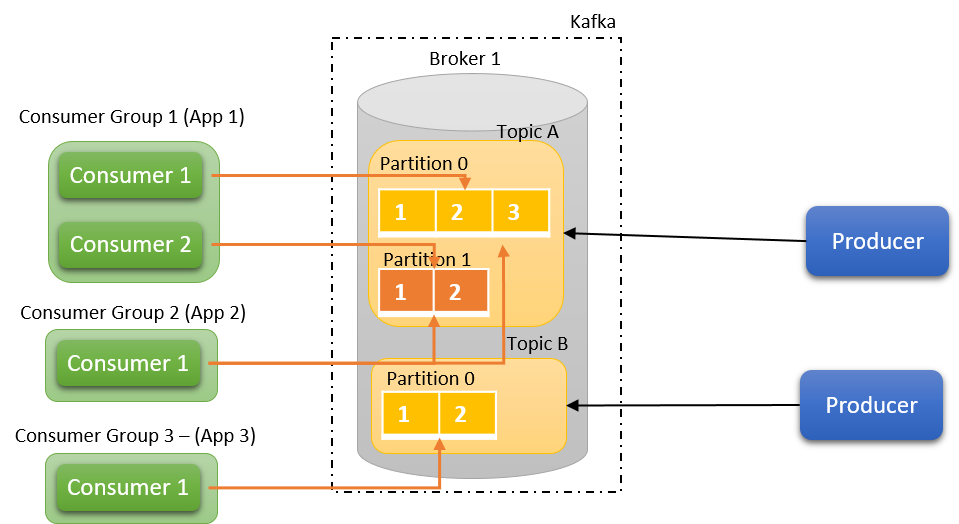 Kafka
Broker 1
Consumer Group 1 (App 1)
Consumer 1
Consumer 2
Consumer Group 2 (App 2)
Consumer 1
Consumer Group 3 – (App 3)
Consumer 1
Topic A
Partition 0
1 2 3
Partition 1
1 2
Topic B
Partition 0
1 2
Producer
Producer